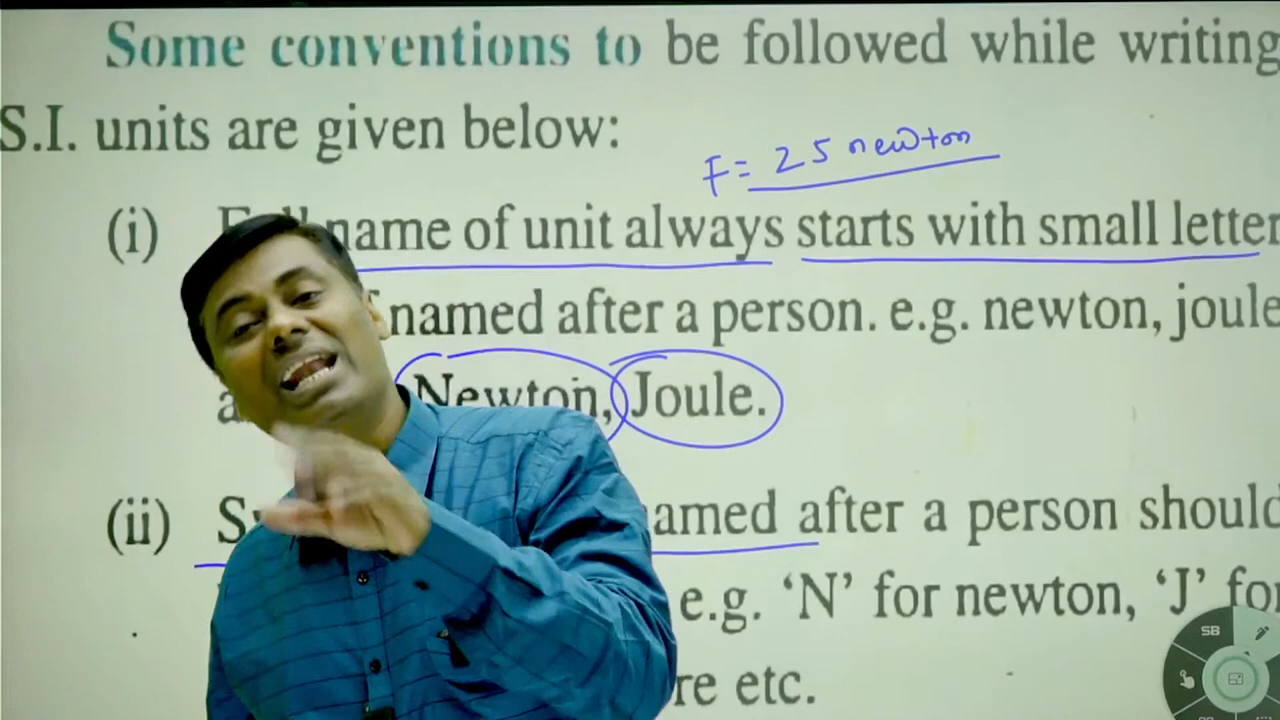 Some conventions to be followed while writing
S.I. units are given below:
F = 25 newton
(i) name of unit always starts with small letter
named after a person. e.g. newton, joule
Newton, Joule.
(ii) named after a person should
e.g. ‘N’ for newton, ‘J’ for
etc.
SB